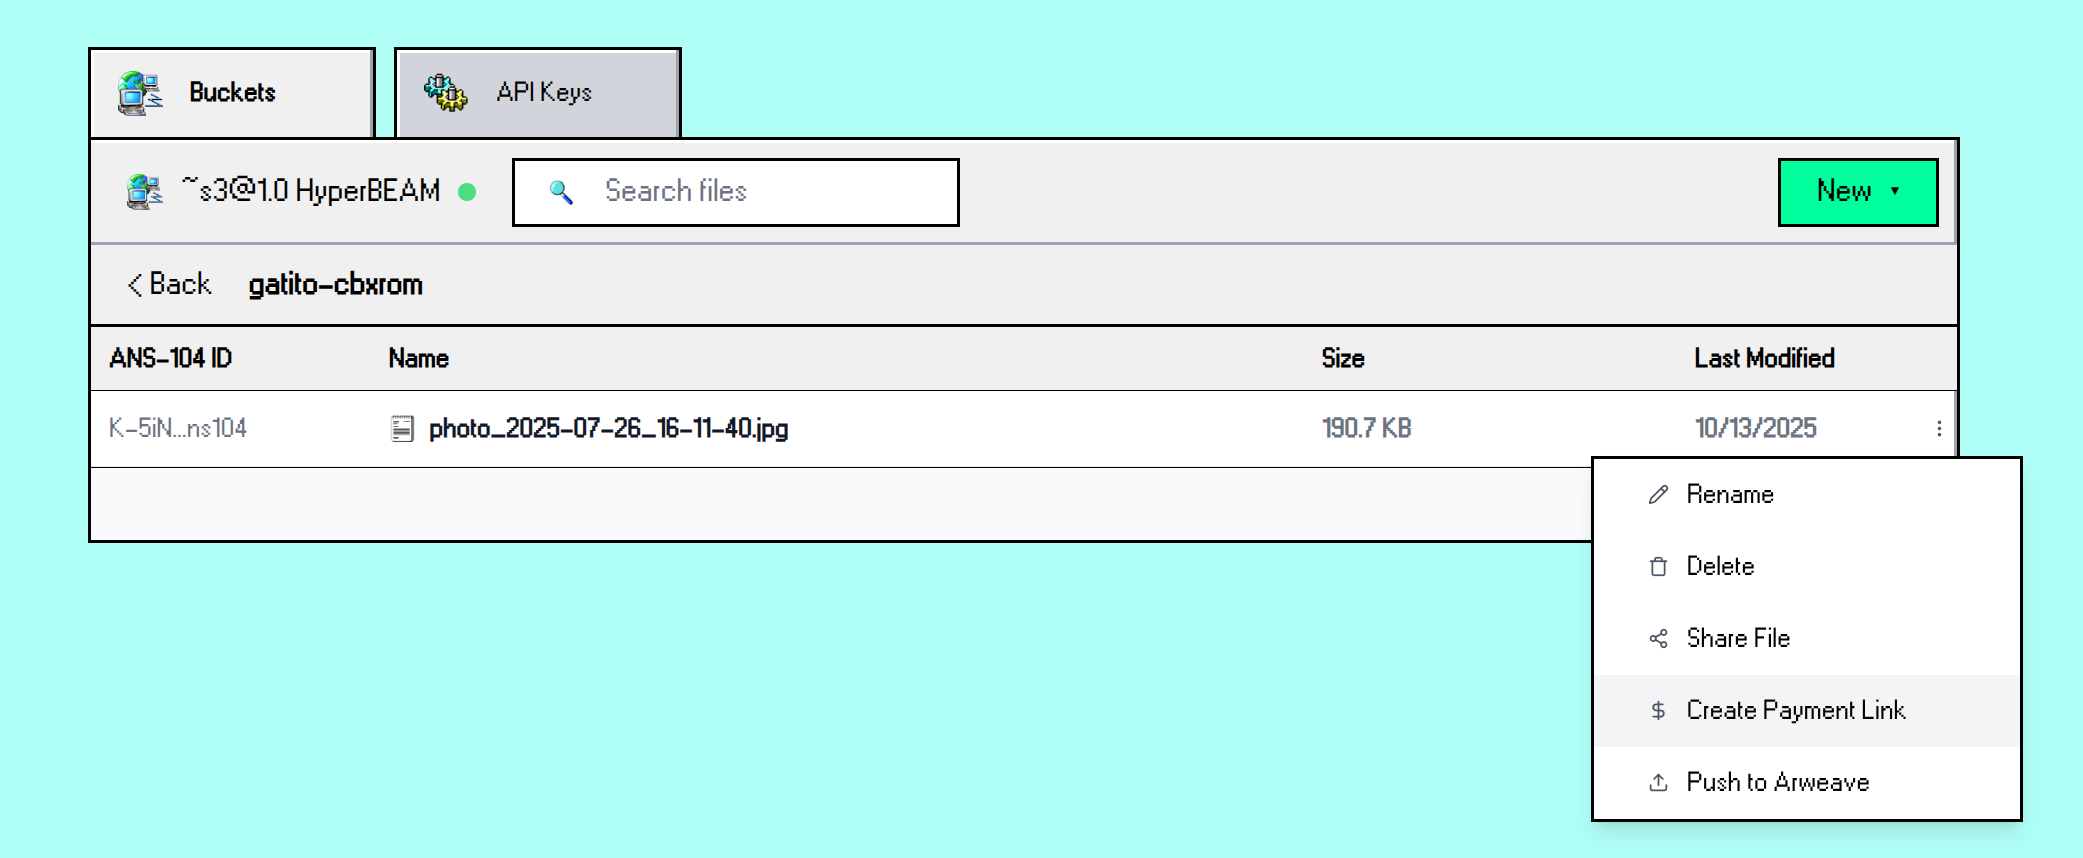 Buckets
API Keys
~s3@1.0 HyperBEAM
Search files
New
Back
gatito-cbxrom
ANS-104 ID
Name
Size
Last Modified
K-5iN...ns104
photo_2025-07-26_16-11-40.jpg
190.7 KB
10/13/2025
Rename
Delete
Share File
Create Payment Link
Push to Arweave